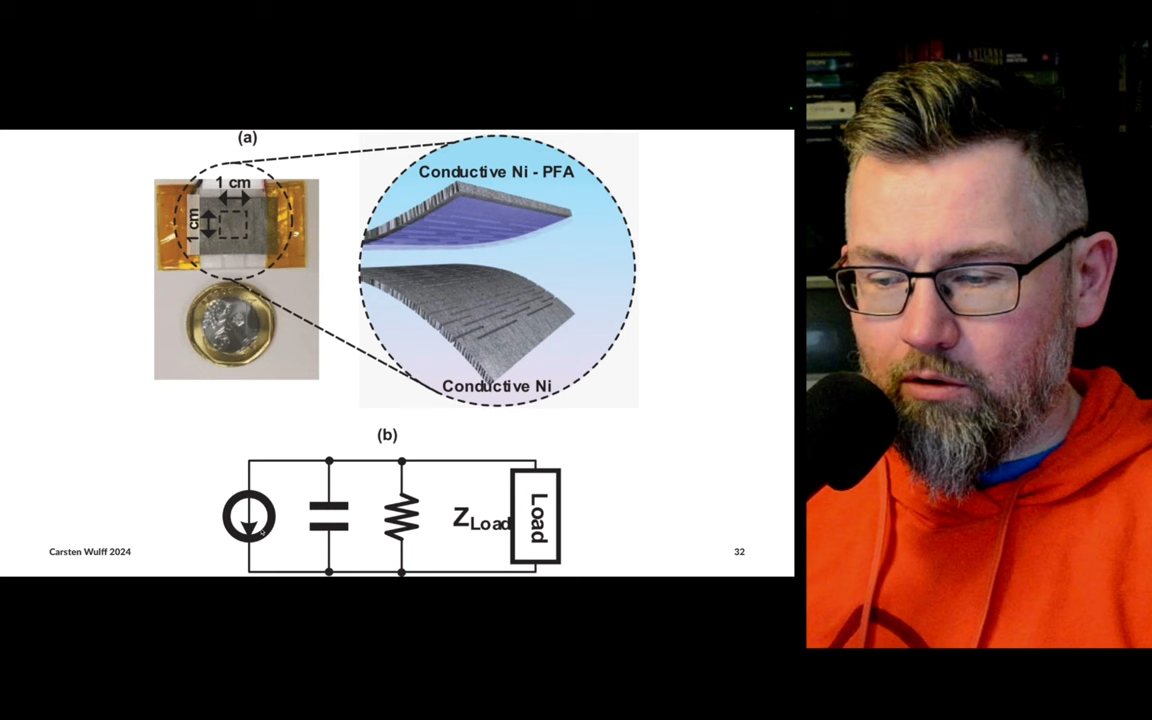 (a)
1 cm
1 cm
Conductive Ni - PFA
Conductive Ni
(b)
ZLoad
Load
Carsten Wulff 2024
32